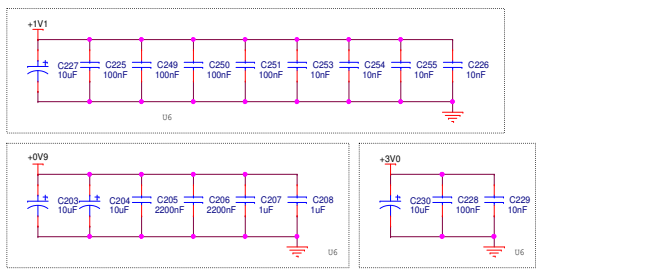 +1V1
C227 C225 C249 C250 C251 C253 C254 C255 C226
10uF 100nF 100nF 100nF 100nF 10nF 10nF 10nF 10nF
U6
+0V9
C203 C204 C205 C206 C207 C208
10uF 10uF 2200nF 2200nF 1uF 1uF
U6
+3V0
C230 C228 C229
10uF 100nF 10nF
U6